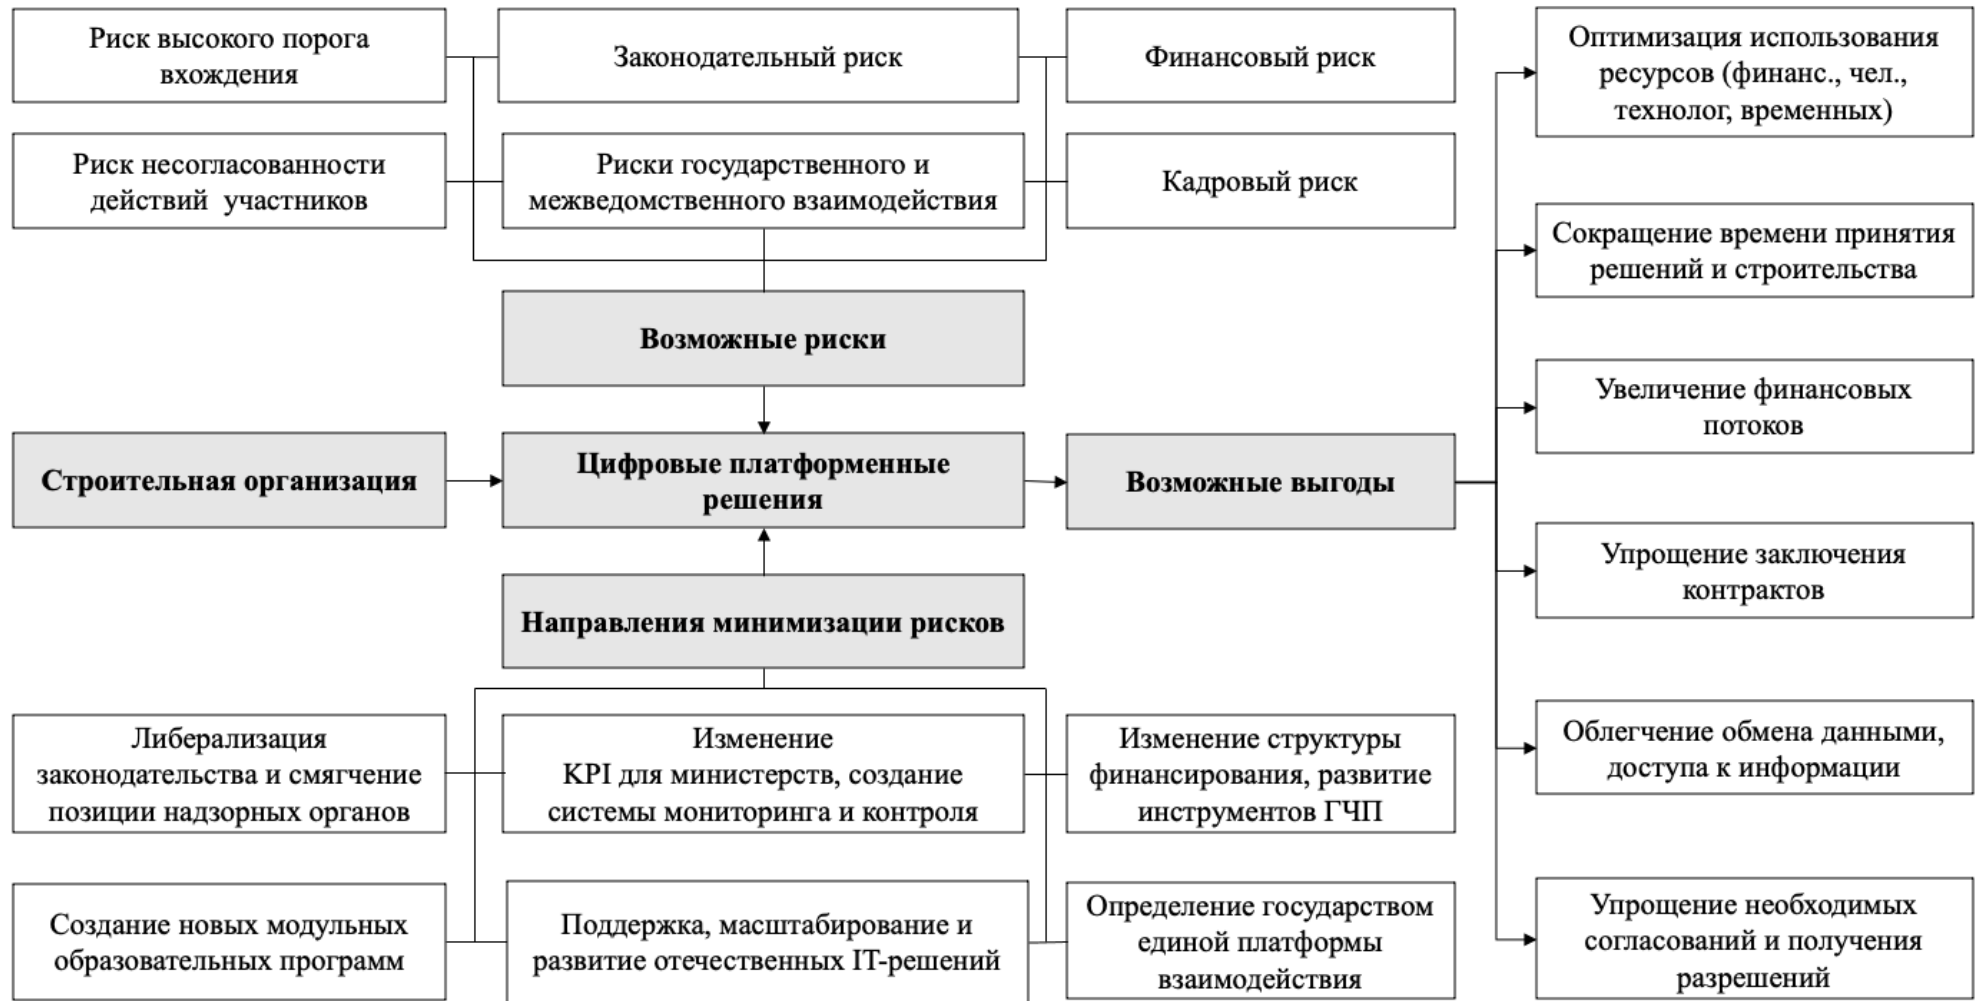 Риск высокого порога
вхождения
Законодательный риск
Финансовый риск
Риск несогласованности
действий участников
Риски государственного и
межведомственного взаимодействия
Кадровый риск
Возможные риски
Строительная организация
Цифровые платформенные
решения
Возможные выгоды
Направления минимизации рисков
Либерализация
законодательства и смягчение
позиции надзорных органов
Изменение
KPI для министерств, создание
системы мониторинга и контроля
Изменение структуры
финансирования, развитие
инструментов ГЧП
Создание новых модульных
образовательных программ
Поддержка, масштабирование и
развитие отечественных IT-решений
Определение государством
единой платформы
взаимодействия
Оптимизация использования
ресурсов (финанс., чел.,
технолог, временных)
Сокращение времени принятия
решений и строительства
Увеличение финансовых
потоков
Упрощение заключения
контрактов
Облегчение обмена данными,
доступа к информации
Упрощение необходимых
согласований и получения
разрешений